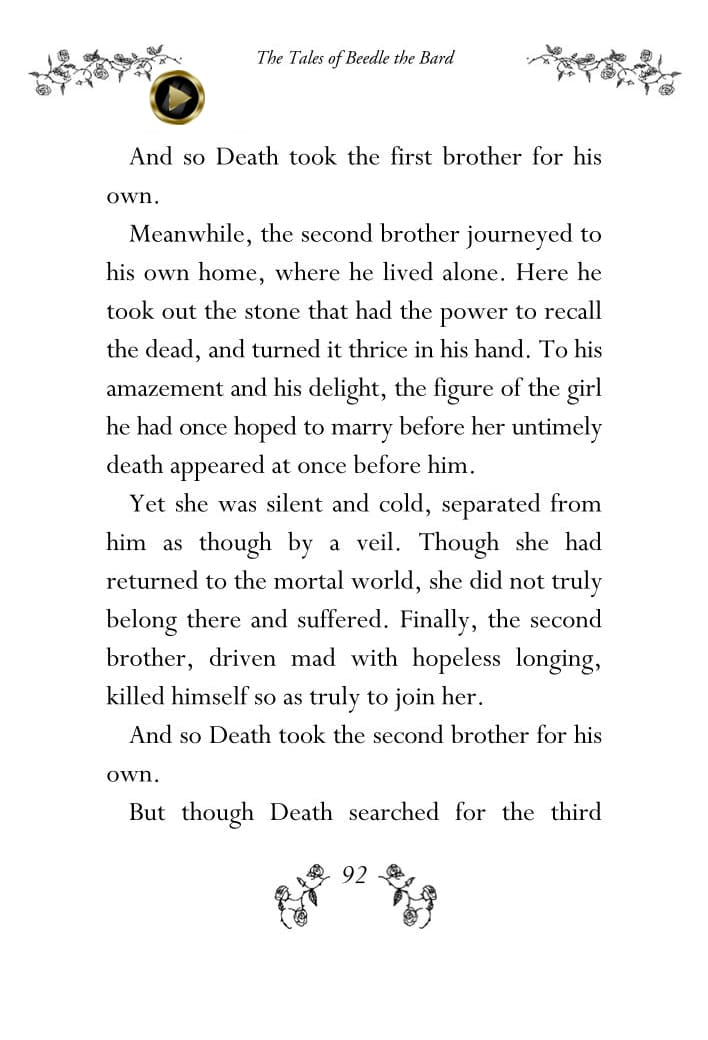 The Tales of Beedle the Bard
And so Death took the first brother for his
own.
Meanwhile, the second brother journeyed to
his own home, where he lived alone. Here he
took out the stone that had the power to recall
the dead, and turned it thrice in his hand. To his
amazement and his delight, the figure of the girl
he had once hoped to marry before her untimely
death appeared at once before him.
Yet she was silent and cold, separated from
him as though by a veil. Though she had
returned to the mortal world, she did not truly
belong there and suffered. Finally, the second
brother, driven mad with hopeless longing,
killed himself so as truly to join her.
And so Death took the second brother for his
own.
But though Death searched for the third
92